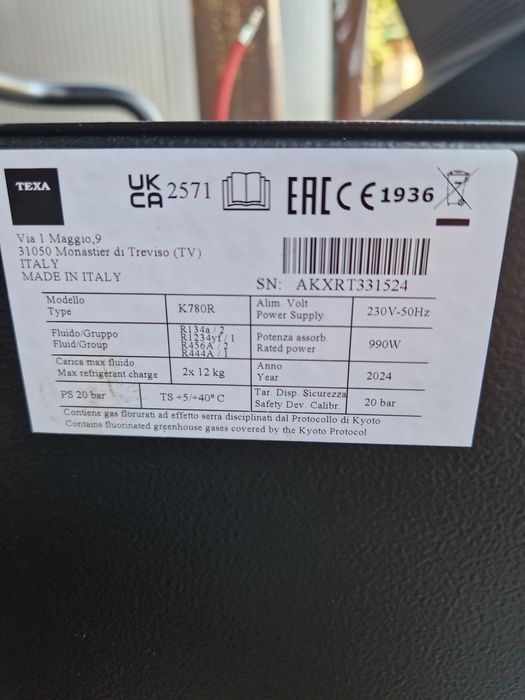 TEXA
UK CA 2571 EAC CE 1936
Via 1 Maggio,9
31050 Monastier di Treviso (TV)
ITALY
MADE IN ITALY
SN: AKXRT331524
Modello
Type
K780R
Alim. Volt
Power Supply
230V-50Hz
Fluido/Gruppo
Fluid/Group
R134a / 2
R1234yf / 1
R456A / 2
R444A / 1
Potenza assorb.
Rated power
990W
Carica max fluido
Max refrigerant charge
2x 12 kg
Anno
Year
2024
PS 20 bar
TS +5/+40° C
Tar. Disp. Sicurezza
Safety Dev. Calibr.
20 bar
Contiene gas florurati ad effetto serra disciplinati dal Protocollo di Kyoto
Contains fluorinated greenhouse gases covered by the Kyoto Protocol